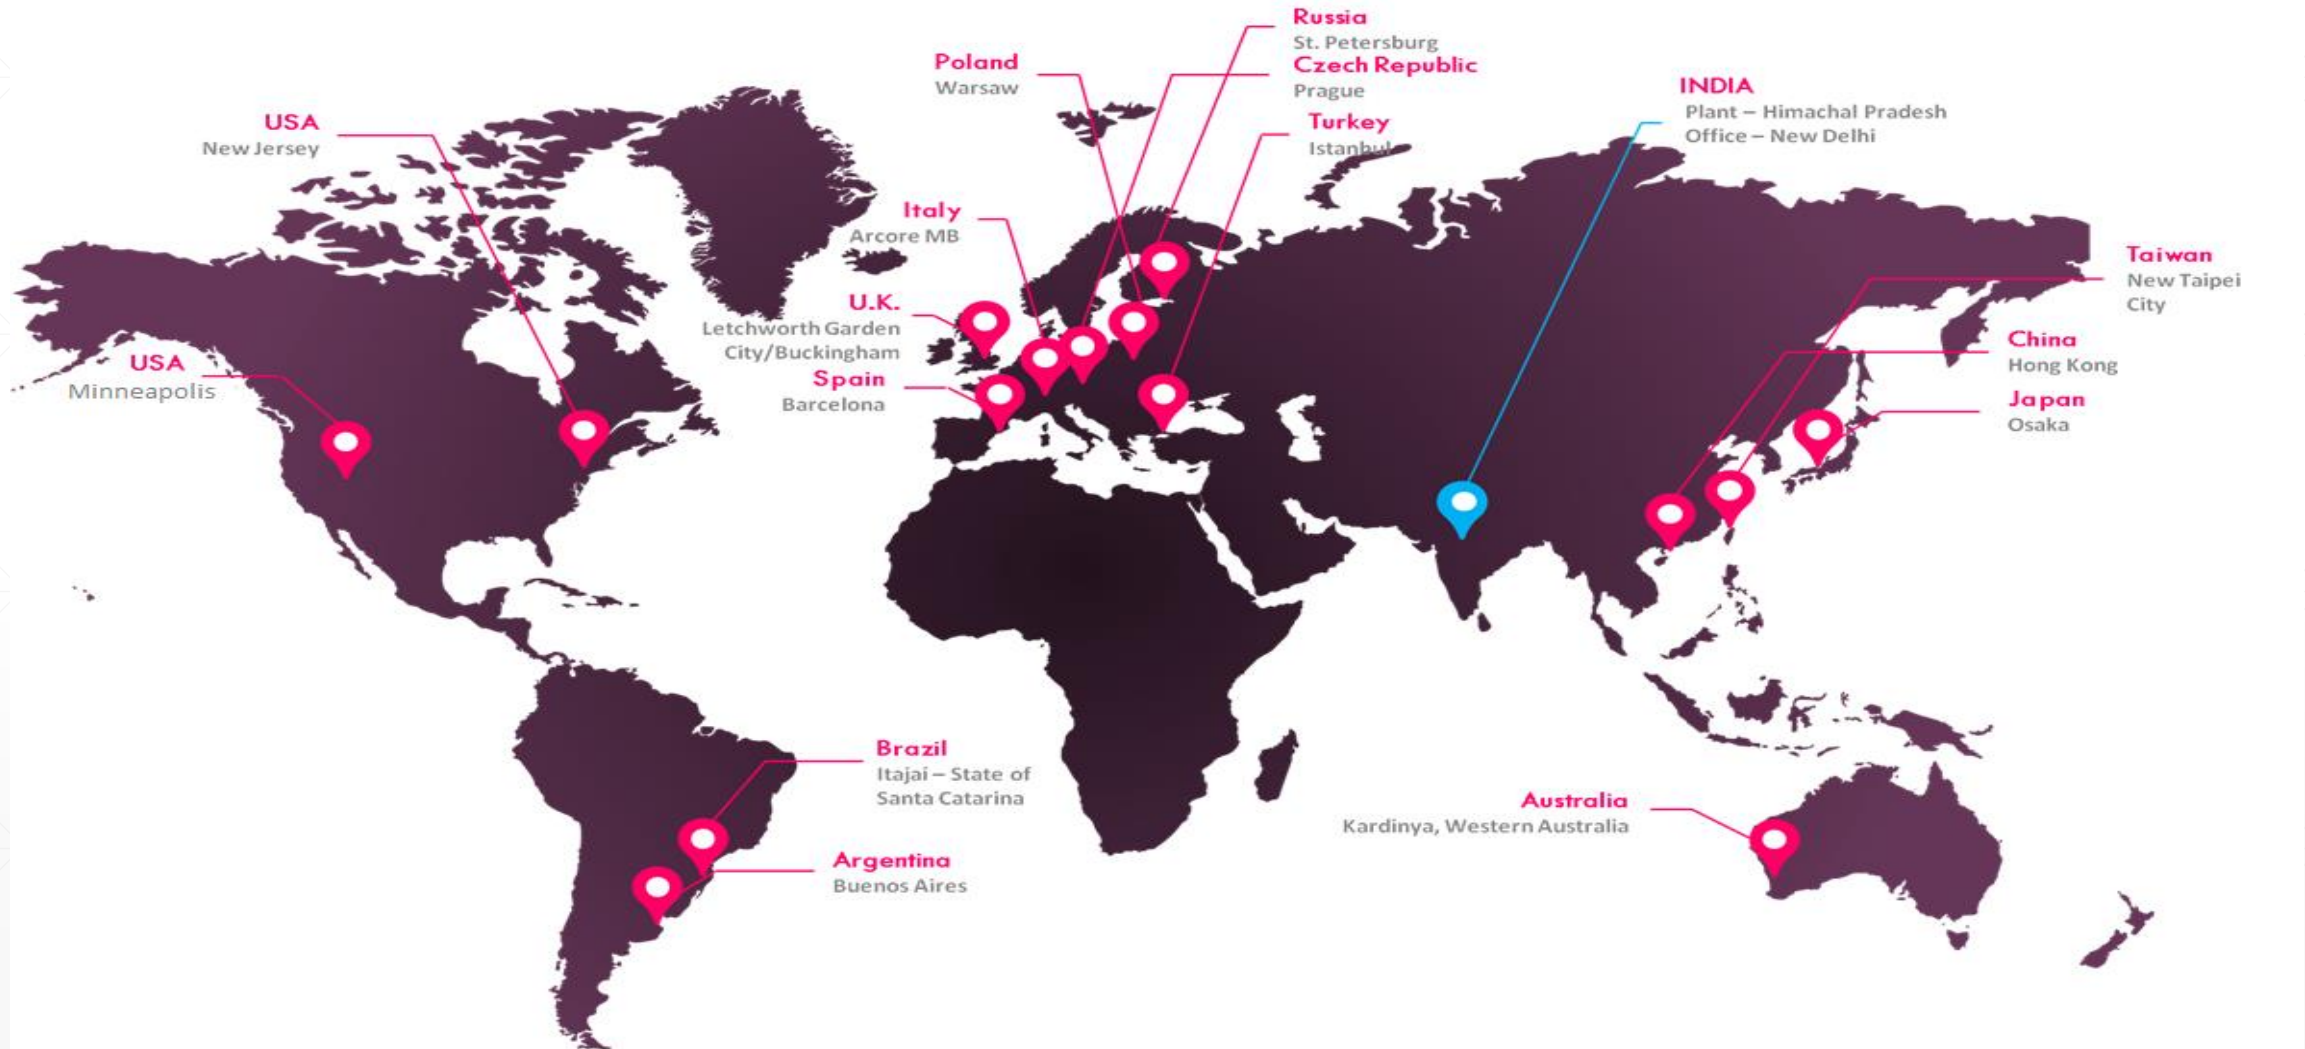 Russia
St. Petersburg
Czech Republic
Prague
Poland
Warsaw
INDIA
Plant – Himachal Pradesh
Office – New Delhi
USA
New Jersey
Turkey
Istanbul
Italy
Arcore MB
Taiwan
New Taipei
City
U.K.
Letchworth Garden
City/Buckingham
China
Hong Kong
USA
Minneapolis
Spain
Barcelona
Japan
Osaka
Brazil
Itajaí – State of
Santa Catarina
Australia
Kardinya, Western Australia
Argentina
Buenos Aires